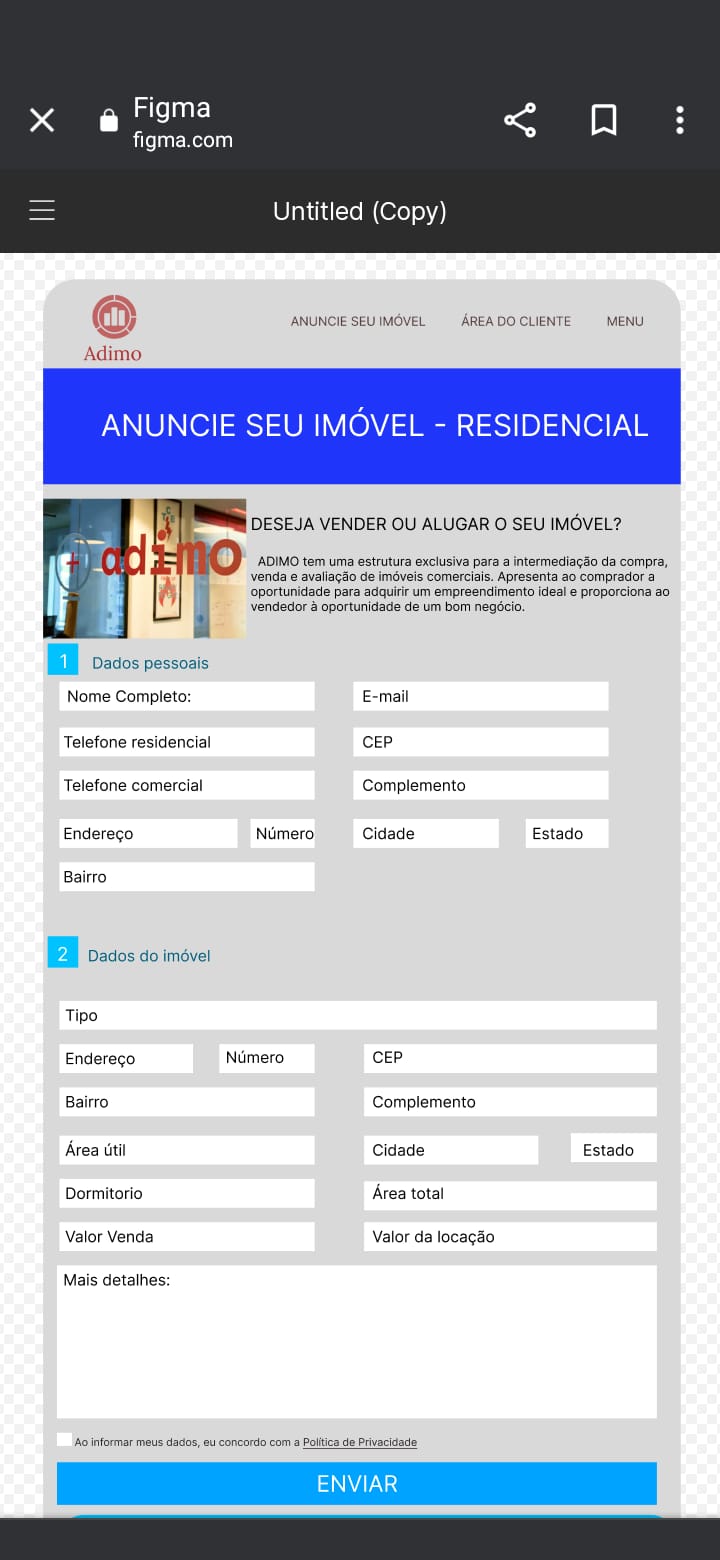 Figma
figma.com
Untitled (Copy)
Adimo
ANUNCIE SEU IMÓVEL ÁREA DO CLIENTE MENU
ANUNCIE SEU IMÓVEL - RESIDENCIAL
adimo
DESEJA VENDER OU ALUGAR O SEU IMÓVEL?
ADIMO tem uma estrutura exclusiva para a intermediação da compra,
venda e avaliação de imóveis comerciais. Apresenta ao comprador a
oportunidade para adquirir um empreendimento ideal e proporciona ao
vendedor à oportunidade de um bom negócio.
1 Dados pessoais
Nome Completo: E-mail
Telefone residencial CEP
Telefone comercial Complemento
Endereço Número Cidade Estado
Bairro
2 Dados do imóvel
Tipo
Endereço Número CEP
Bairro Complemento
Área útil Cidade Estado
Dormitorio Área total
Valor Venda Valor da locação
Mais detalhes:
Ao informar meus dados, eu concordo com a Política de Privacidade
ENVIAR